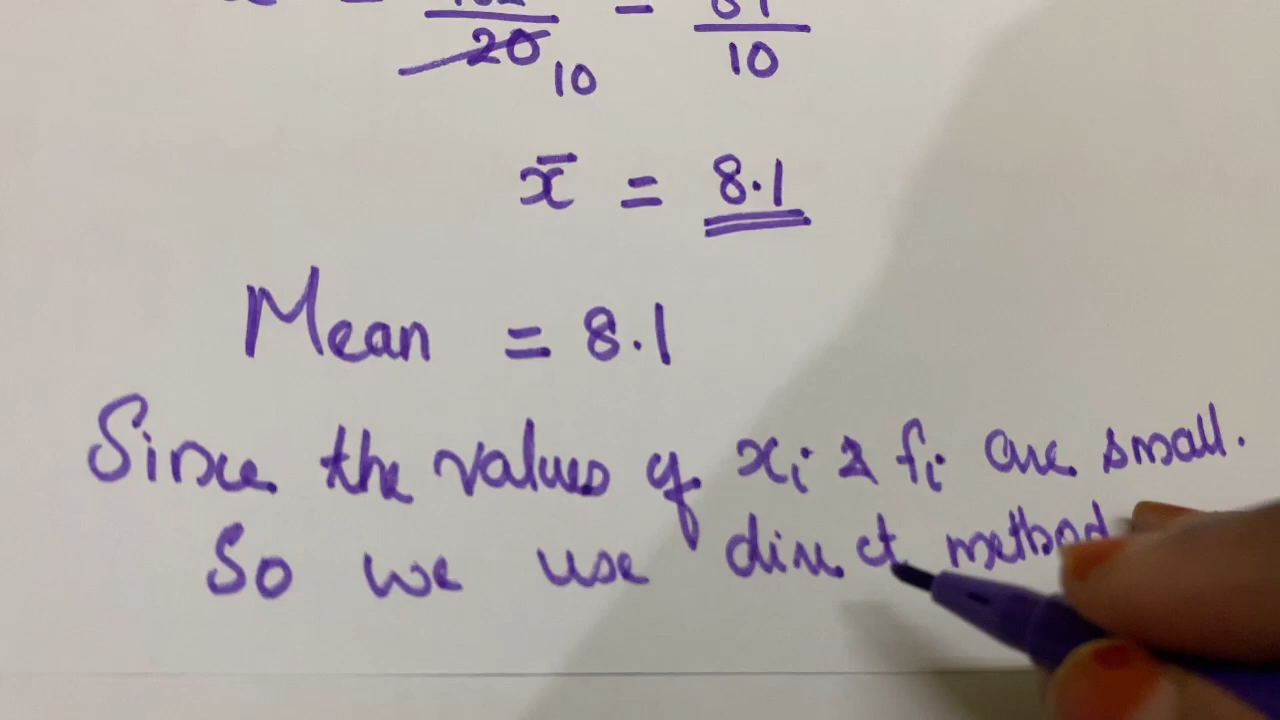 20 10 = 10
x̄ = 8.1
Mean = 8.1
Since the values of xi & fi are small.
So we use direct method